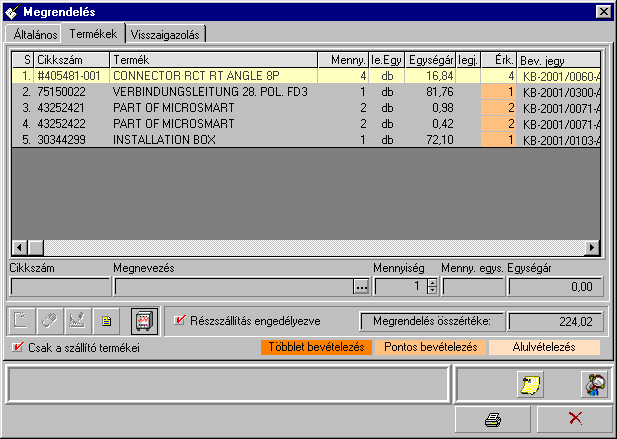 Megrendelés
Általános Termékek Visszaigazolás
S Cikkszám Termék Menny. le.Egy Egységár legj. Érk. Bev. jegy
1. #405481-001 CONNECTOR RCT RT ANGLE 8P 4 db 16,84 4 KB-2001/0060-A
2. 75150022 VERBINDUNGSLEITUNG 28. POL. FD3 1 db 81,76 1 KB-2001/0300-A
3. 43252421 PART OF MICROSMART 2 db 0,98 2 KB-2001/0071-A
4. 43252422 PART OF MICROSMART 2 db 0,42 2 KB-2001/0071-A
5. 30344299 INSTALLATION BOX 1 db 72,10 1 KB-2001/0103-A
Cikkszám Megnevezés Mennyiség Menny. egys. Egységár
... 1 0,00
Részszállítás engedélyezve Megrendelés összértéke: 224,02
Csak a szállító termékei Többlet bevételezés Pontos bevételezés Alulvételezés